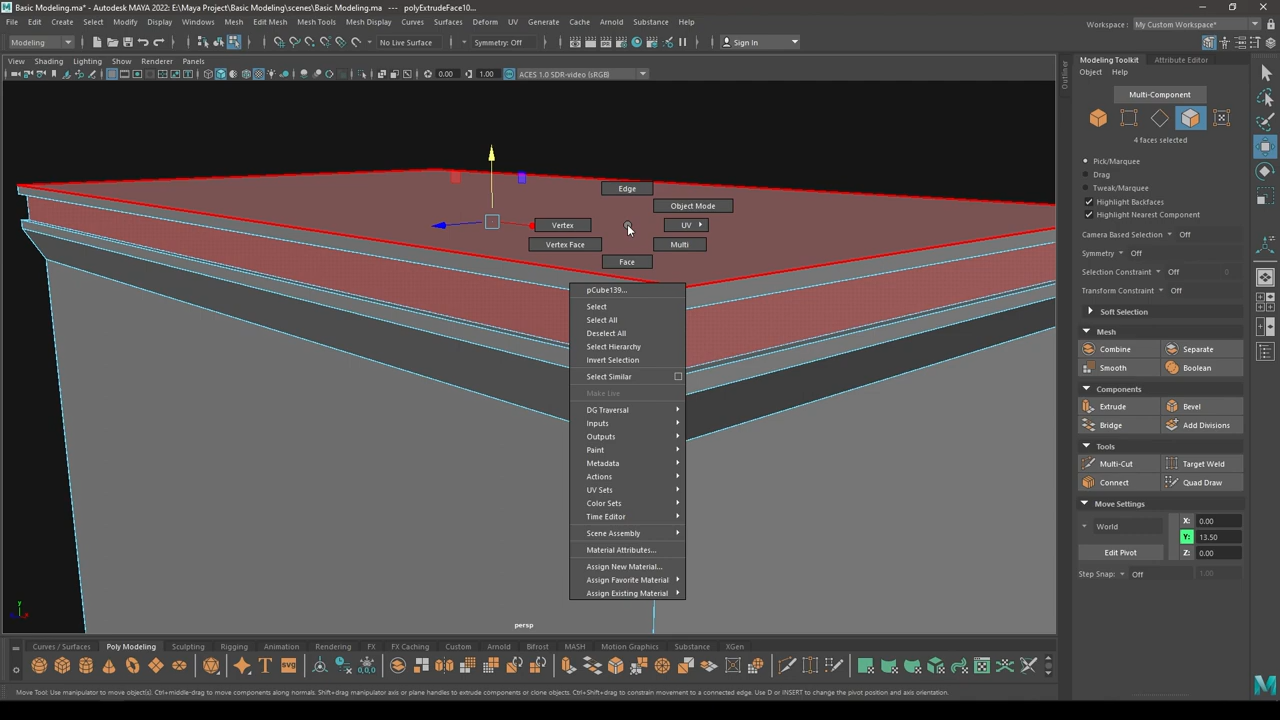 Basic Modeling.ma* - Autodesk MAYA 2022: E:\Maya Project\Basic Modeling\scenes\Basic Modeling.ma --- polyExtrudeFace10...
File Edit Create Select Modify Display Windows Mesh Edit Mesh Mesh Tools Mesh Display Curves Surfaces Deform UV Generate Cache Arnold Substance Help
Workspace: My Custom Workspace*
Modeling
No Live Surface
Symmetry: Off
Sign In
View Shading Lighting Show Renderer Panels
0.00 1.00 ACES 1.0 SDR-video (sRGB)
Outliner
Modeling Toolkit Attribute Editor
Object Help
Multi-Component
4 faces selected
Pick/Marquee
Drag
Tweak/Marquee
Highlight Backfaces
Highlight Nearest Component
Camera Based Selection Off
Symmetry Off
Selection Constraint Off 0
Transform Constraint Off
Soft Selection
Mesh
Combine Separate
Smooth Boolean
Components
Extrude Bevel
Bridge Add Divisions
Tools
Multi-Cut Target Weld
Connect Quad Draw
Move Settings
World
X: 0.00
Y: 13.50
Edit Pivot
Z: 0.00
Step Snap: Off 1.00
Edge
Object Mode
Vertex UV
Vertex Face Multi
Face
pCube139...
Select
Select All
Deselect All
Select Hierarchy
Invert Selection
Select Similar
Make Live
DG Traversal
Inputs
Outputs
Paint
Metadata
Actions
UV Sets
Color Sets
Time Editor
Scene Assembly
Material Attributes...
Assign New Material...
Assign Favorite Material
Assign Existing Material
y
persp
Curves / Surfaces Poly Modeling Sculpting Rigging Animation Rendering FX FX Caching Custom Arnold Bifrost MASH Motion Graphics Substance XGen
SVG
Move Tool: Use manipulator to move object(s). Ctrl+middle-drag to move components along normals. Shift+drag manipulator axis or plane handles to extrude components or clone objects. Ctrl+Shift+drag to constrain movement to a connected edge. Use D or INSERT to change the pivot position and axis orientation.